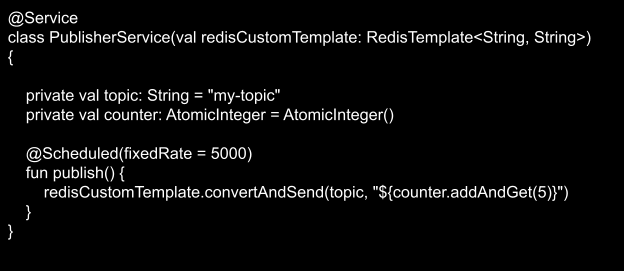 @Service
class PublisherService(val redisCustomTemplate: RedisTemplate<String, String>)
{
private val topic: String = "my-topic"
private val counter: AtomicInteger = AtomicInteger()
@Scheduled(fixedRate = 5000)
fun publish() {
redisCustomTemplate.convertAndSend(topic, "${counter.addAndGet(5)}")
}
}